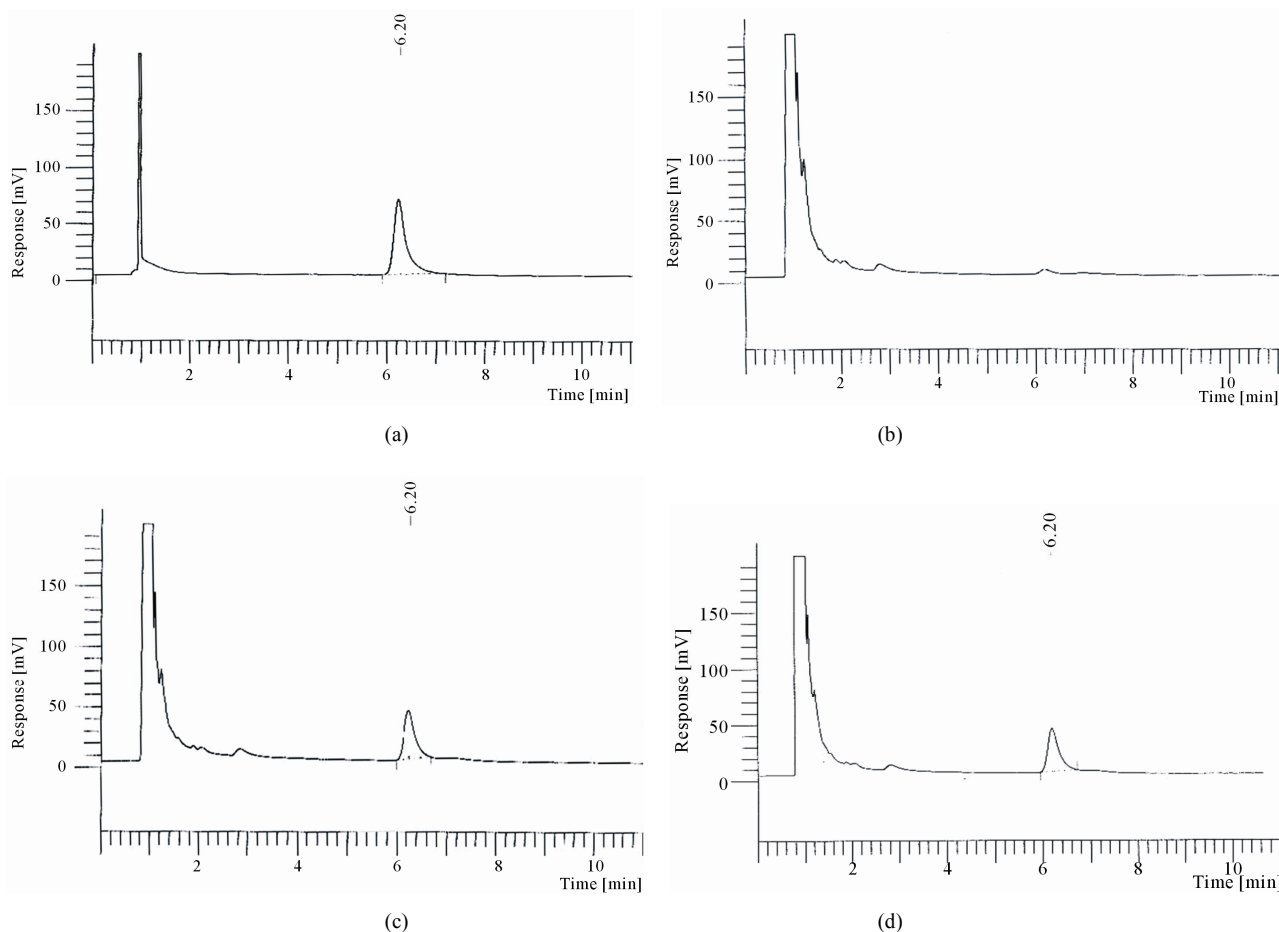 –6.20
Response [mV]
150
100
50
0
2 4 6 8 10
Time [min]
(a)
Response [mV]
150
100
50
0
2 4 6 8 10
Time [min]
(b)
–6.20
Response [mV]
150
100
50
0
2 4 6 8 10
Time [min]
(c)
-6.20
Response [mV]
150
100
50
0
2 4 6 8 10
Time [min]
(d)